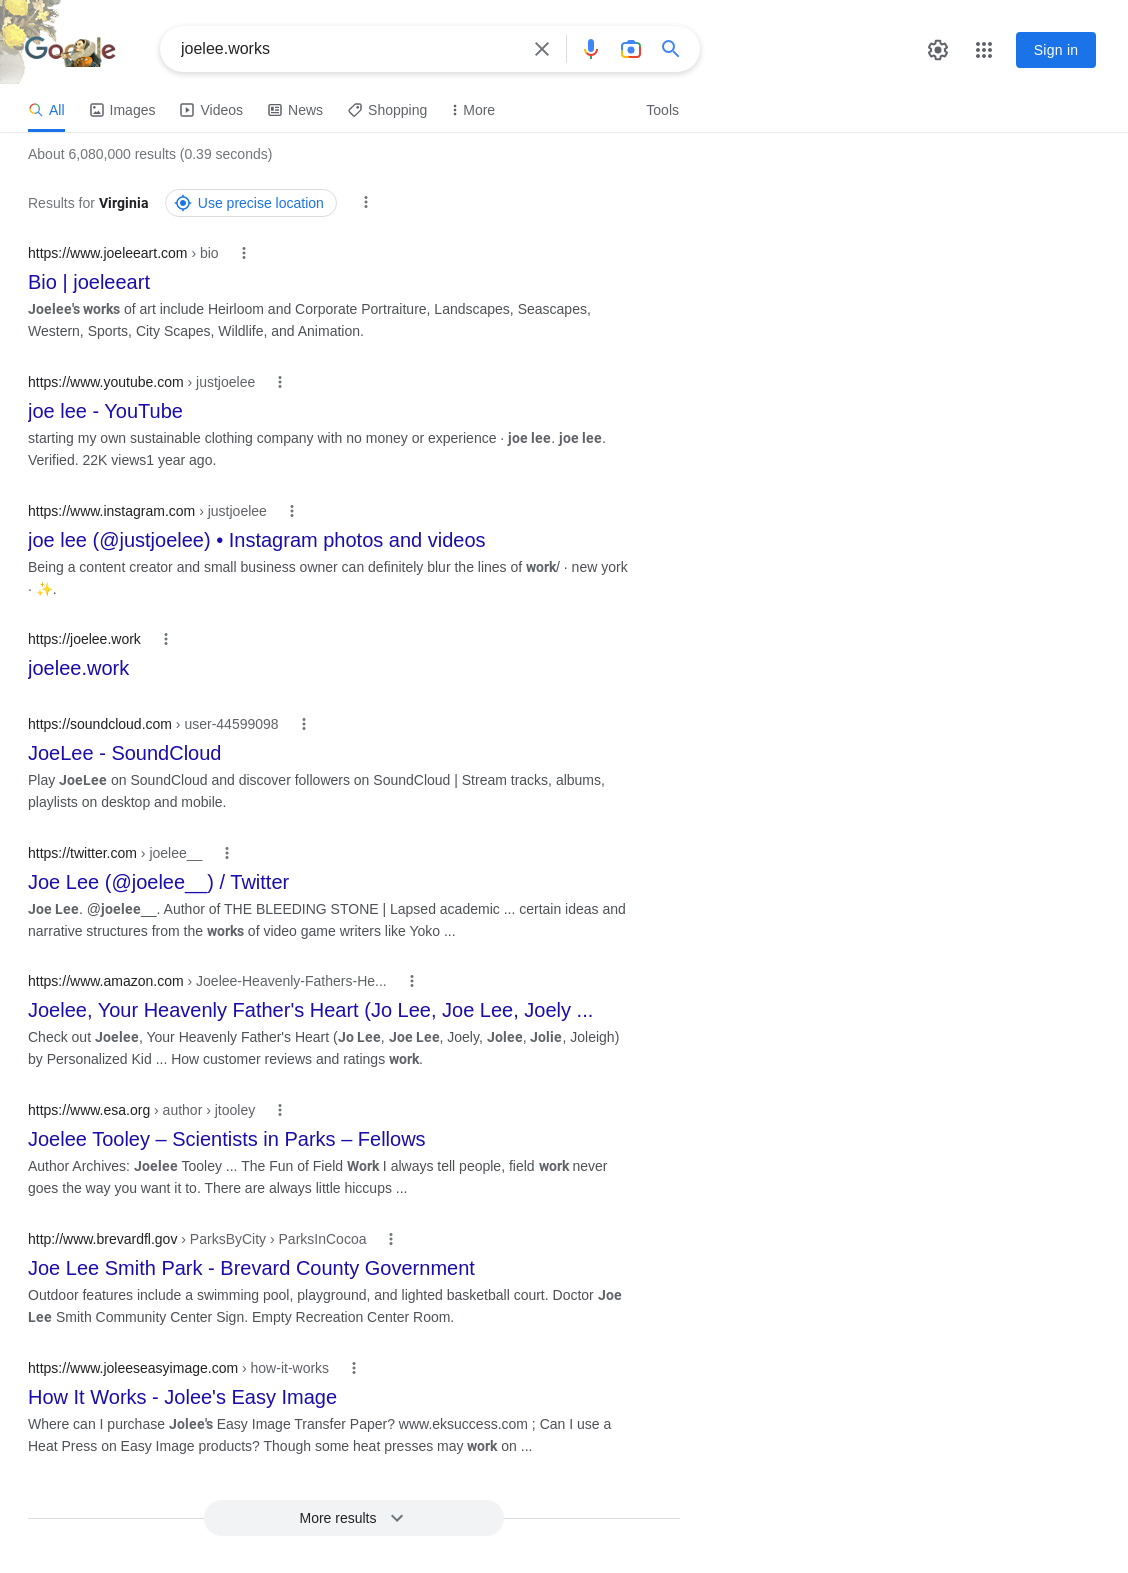 Google
joelee.works
Sign in
All
Images
Videos
News
Shopping
More
Tools
About 6,080,000 results (0.39 seconds)
Results for Virginia
Use precise location
https://www.joeleeart.com › bio
Bio | joeleeart
Joelee's works of art include Heirloom and Corporate Portraiture, Landscapes, Seascapes,
Western, Sports, City Scapes, Wildlife, and Animation.
https://www.youtube.com › justjoelee
joe lee - YouTube
starting my own sustainable clothing company with no money or experience · joe lee. joe lee.
Verified. 22K views1 year ago.
https://www.instagram.com › justjoelee
joe lee (@justjoelee) • Instagram photos and videos
Being a content creator and small business owner can definitely blur the lines of work/ · new york
· ✨.
https://joelee.work
joelee.work
https://soundcloud.com › user-44599098
JoeLee - SoundCloud
Play JoeLee on SoundCloud and discover followers on SoundCloud | Stream tracks, albums,
playlists on desktop and mobile.
https://twitter.com › joelee__
Joe Lee (@joelee__) / Twitter
Joe Lee. @joelee__. Author of THE BLEEDING STONE | Lapsed academic ... certain ideas and
narrative structures from the works of video game writers like Yoko ...
https://www.amazon.com › Joelee-Heavenly-Fathers-He...
Joelee, Your Heavenly Father's Heart (Jo Lee, Joe Lee, Joely ...
Check out Joelee, Your Heavenly Father's Heart (Jo Lee, Joe Lee, Joely, Jolee, Jolie, Joleigh)
by Personalized Kid ... How customer reviews and ratings work.
https://www.esa.org › author › jtooley
Joelee Tooley – Scientists in Parks – Fellows
Author Archives: Joelee Tooley ... The Fun of Field Work I always tell people, field work never
goes the way you want it to. There are always little hiccups ...
http://www.brevardfl.gov › ParksByCity › ParksInCocoa
Joe Lee Smith Park - Brevard County Government
Outdoor features include a swimming pool, playground, and lighted basketball court. Doctor Joe
Lee Smith Community Center Sign. Empty Recreation Center Room.
https://www.joleeseasyimage.com › how-it-works
How It Works - Jolee's Easy Image
Where can I purchase Jolee's Easy Image Transfer Paper? www.eksuccess.com ; Can I use a
Heat Press on Easy Image products? Though some heat presses may work on ...
More results